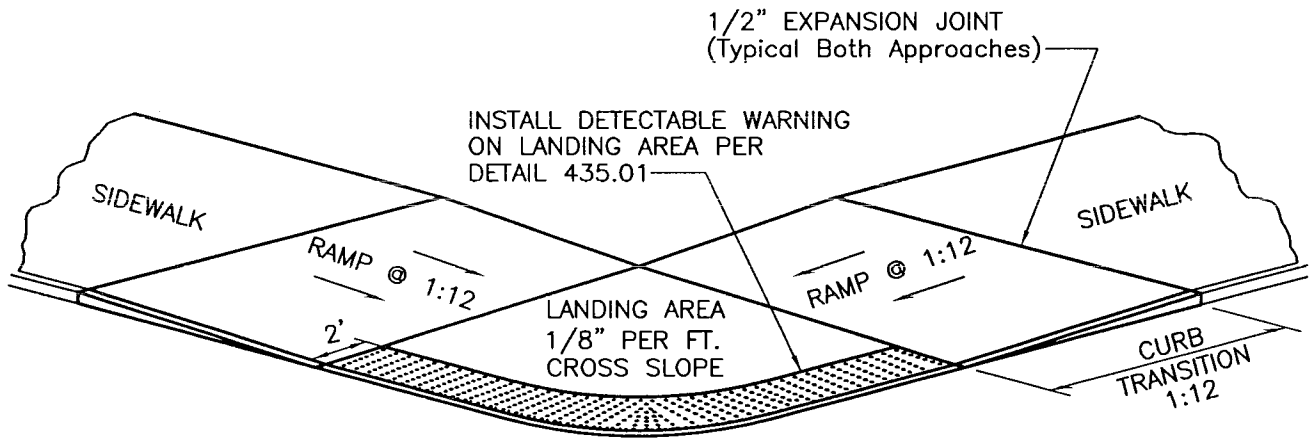 1/2" EXPANSION JOINT
(Typical Both Approaches)
INSTALL DETECTABLE WARNING
ON LANDING AREA PER
DETAIL 435.01
SIDEWALK
SIDEWALK
RAMP @ 1:12
RAMP @ 1:12
LANDING AREA
1/8" PER FT.
CROSS SLOPE
2'
CURB
TRANSITION
1:12